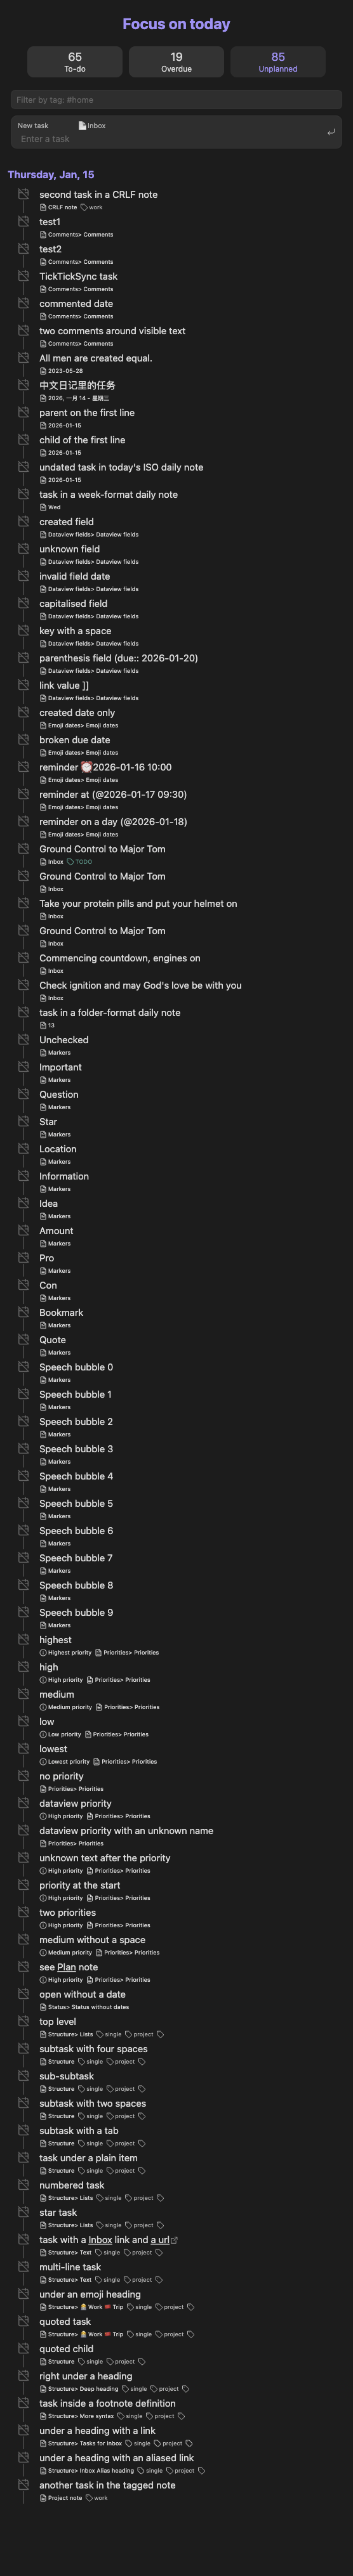 Focus on today
65
To-do
19
Overdue
85
Unplanned
Filter by tag: #home
New task Inbox
Enter a task
Thursday, Jan, 15
second task in a CRLF note
CRLF note work
test1
Comments> Comments
test2
Comments> Comments
TickTickSync task
Comments> Comments
commented date
Comments> Comments
two comments around visible text
Comments> Comments
All men are created equal.
2023-05-28
中文日记里的任务
2026, 一月 14 - 星期三
parent on the first line
2026-01-15
child of the first line
2026-01-15
undated task in today's ISO daily note
2026-01-15
task in a week-format daily note
Wed
created field
Dataview fields> Dataview fields
unknown field
Dataview fields> Dataview fields
invalid field date
Dataview fields> Dataview fields
capitalised field
Dataview fields> Dataview fields
key with a space
Dataview fields> Dataview fields
parenthesis field (due:: 2026-01-20)
Dataview fields> Dataview fields
link value ]]
Dataview fields> Dataview fields
created date only
Emoji dates> Emoji dates
broken due date
Emoji dates> Emoji dates
reminder ⏰2026-01-16 10:00
Emoji dates> Emoji dates
reminder at (@2026-01-17 09:30)
Emoji dates> Emoji dates
reminder on a day (@2026-01-18)
Emoji dates> Emoji dates
Ground Control to Major Tom
Inbox TODO
Ground Control to Major Tom
Inbox
Take your protein pills and put your helmet on
Inbox
Ground Control to Major Tom
Inbox
Commencing countdown, engines on
Inbox
Check ignition and may God's love be with you
Inbox
task in a folder-format daily note
13
Unchecked
Markers
Important
Markers
Question
Markers
Star
Markers
Location
Markers
Information
Markers
Idea
Markers
Amount
Markers
Pro
Markers
Con
Markers
Bookmark
Markers
Quote
Markers
Speech bubble 0
Markers
Speech bubble 1
Markers
Speech bubble 2
Markers
Speech bubble 3
Markers
Speech bubble 4
Markers
Speech bubble 5
Markers
Speech bubble 6
Markers
Speech bubble 7
Markers
Speech bubble 8
Markers
Speech bubble 9
Markers
highest
Highest priority Priorities> Priorities
high
High priority Priorities> Priorities
medium
Medium priority Priorities> Priorities
low
Low priority Priorities> Priorities
lowest
Lowest priority Priorities> Priorities
no priority
Priorities> Priorities
dataview priority
High priority Priorities> Priorities
dataview priority with an unknown name
Priorities> Priorities
unknown text after the priority
High priority Priorities> Priorities
priority at the start
High priority Priorities> Priorities
two priorities
High priority Priorities> Priorities
medium without a space
Medium priority Priorities> Priorities
see Plan note
High priority Priorities> Priorities
open without a date
Status> Status without dates
top level
Structure> Lists single project
subtask with four spaces
Structure single project
sub-subtask
Structure single project
subtask with two spaces
Structure single project
subtask with a tab
Structure single project
task under a plain item
Structure single project
numbered task
Structure> Lists single project
star task
Structure> Lists single project
task with a Inbox link and a url
Structure> Text single project
multi-line task
Structure> Text single project
under an emoji heading
Structure> Work Trip single project
quoted task
Structure> Work Trip single project
quoted child
Structure single project
right under a heading
Structure> Deep heading single project
task inside a footnote definition
Structure> More syntax single project
under a heading with a link
Structure> Tasks for Inbox single project
under a heading with an aliased link
Structure> Inbox Alias heading single project
another task in the tagged note
Project note work